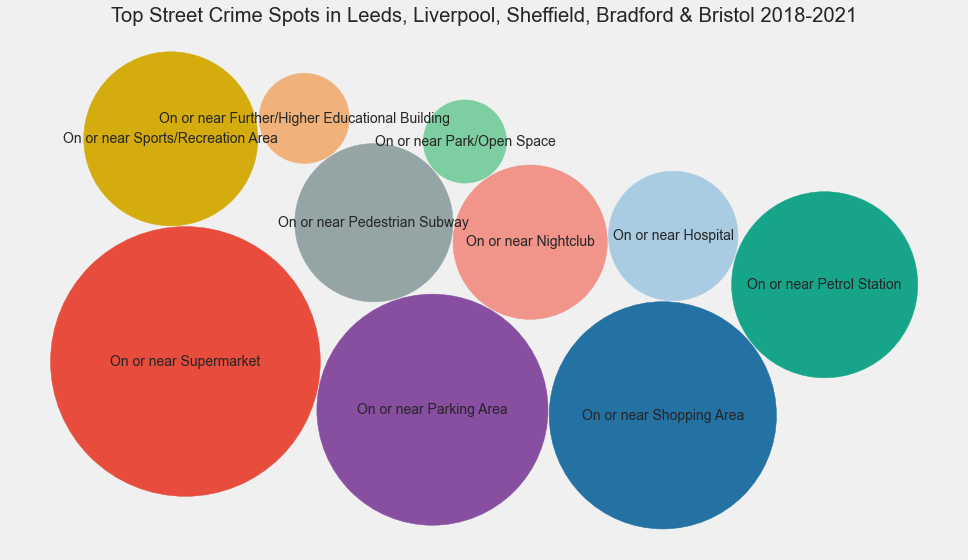 Top Street Crime Spots in Leeds, Liverpool, Sheffield, Bradford & Bristol 2018-2021
On or near Further/Higher Educational Building
On or near Sports/Recreation Area
On or near Park/Open Space
On or near Pedestrian Subway
On or near Nightclub
On or near Hospital
On or near Petrol Station
On or near Supermarket
On or near Parking Area
On or near Shopping Area